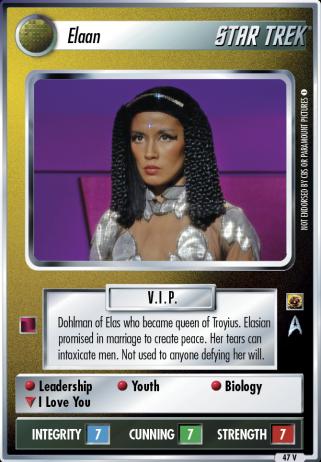 Elaan
STAR TREK
NOT ENDORSED BY CBS OR PARAMOUNT PICTURES
V.I.P.
Dohlman of Elas who became queen of Troyius. Elasian
promised in marriage to create peace. Her tears can
intoxicate men. Not used to anyone defying her will.
Leadership
Youth
Biology
I Love You
INTEGRITY 7 CUNNING 7 STRENGTH 7
47 V